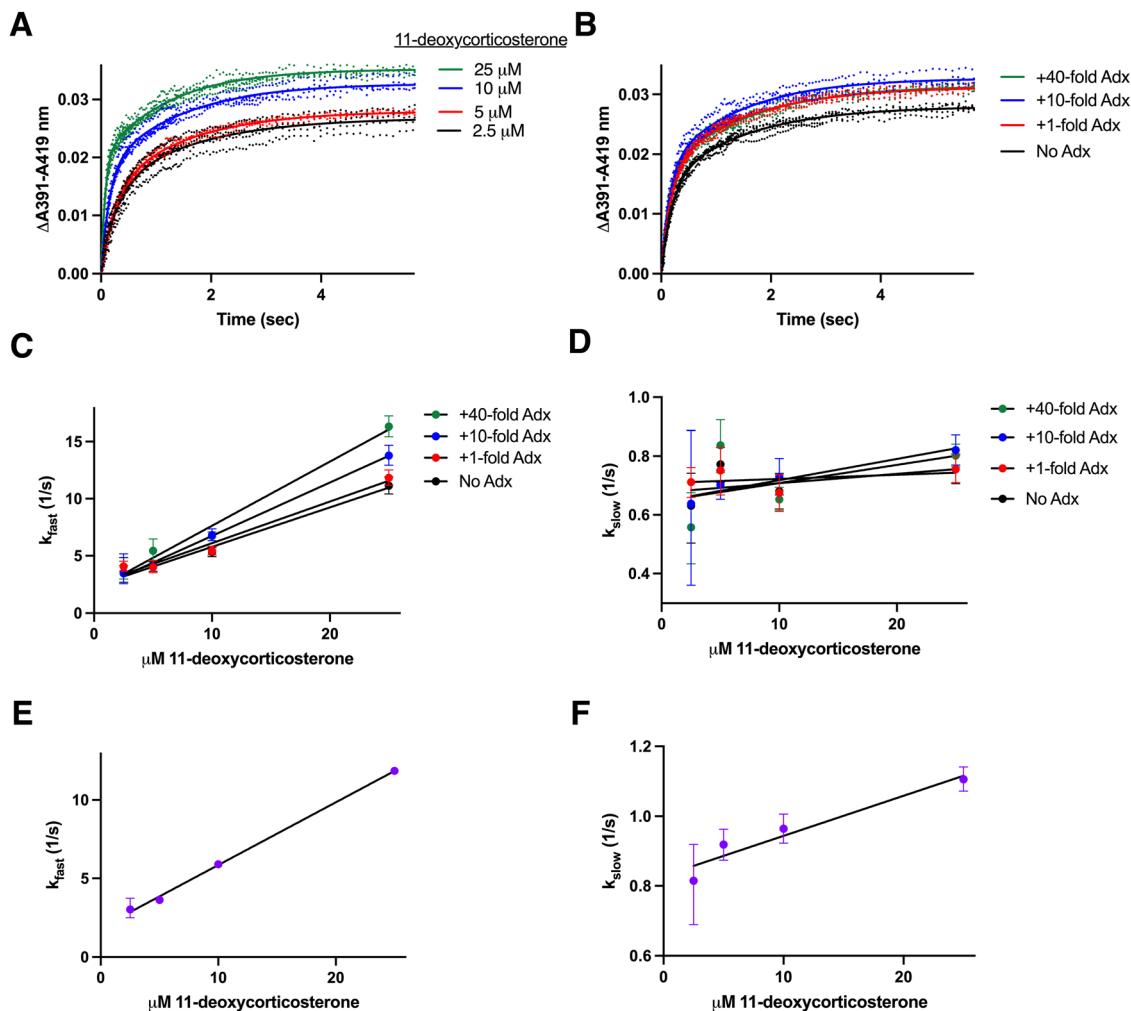 A
11-deoxycorticosterone
25 μM
10 μM
5 μM
2.5 μM
ΔA391-A419 nm
0.03
0.02
0.01
0.00
0 2 4
Time (sec)
B
+40-fold Adx
+10-fold Adx
+1-fold Adx
No Adx
ΔA391-A419 nm
0.03
0.02
0.01
0.00
0 2 4
Time (sec)
C
+40-fold Adx
+10-fold Adx
+1-fold Adx
No Adx
kfast (1/s)
15
10
5
0
0 10 20
μM 11-deoxycorticosterone
D
+40-fold Adx
+10-fold Adx
+1-fold Adx
No Adx
kslow (1/s)
1.0
0.8
0.6
0.4
0 10 20
μM 11-deoxycorticosterone
E
kfast (1/s)
10
5
0
0 10 20
μM 11-deoxycorticosterone
F
kslow (1/s)
1.2
1.0
0.8
0.6
0 10 20
μM 11-deoxycorticosterone